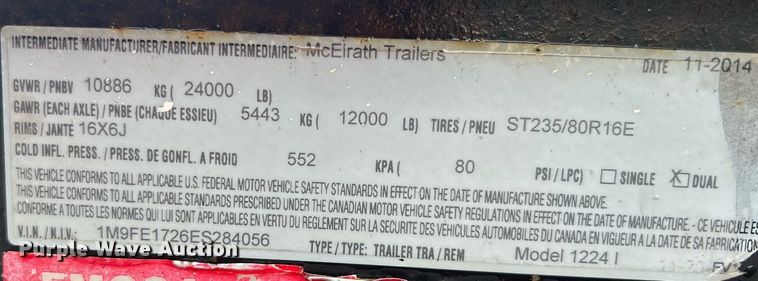 INTERMEDIATE MANUFACTURER/FABRICANT INTERMEDIAIRE: McElrath Trailers
DATE 11-2014
GVWR / PNBV 10886 KG ( 24000 LB)
GAWR (EACH AXLE) / PNBE (CHAQUE ESSIEU) 5443 KG ( 12000 LB) TIRES / PNEU ST235/80R16E
RIMS / JANTE 16X6J
COLD INFL. PRESS. / PRESS. DE GONFL. A FROID 552 KPA ( 80 PSI / LPC) SINGLE X DUAL
THIS VEHICLE CONFORMS TO ALL APPLICABLE U.S. FEDERAL MOTOR VEHICLE SAFETY STANDARDS IN EFFECT ON THE DATE OF MANUFACTURE SHOWN ABOVE.
THIS VEHICLE CONFORMS TO ALL APPLICABLE STANDARDS PRESCRIBED UNDER THE CANADIAN MOTOR VEHICLE SAFETY REGULATIONS IN EFFECT ON THE DATE OF MANUFACTURE - CE VEHICULE ES
CONFORME A TOUTES LES NORMES QUI LUI SONT APPLICABLES EN VERTU DU REGLEMENT SUR LA SECURITE DES VEHICULES AUTOMOBILES DU CANADA EN VIGUEUR A LA DATE DE SA FABRICATION
V.I.N. / N.I.V.: 1M9FE1726ES284056 TYPE / TYPE: TRAILER TRA / REM Model 1224 I
Purple Wave Auction